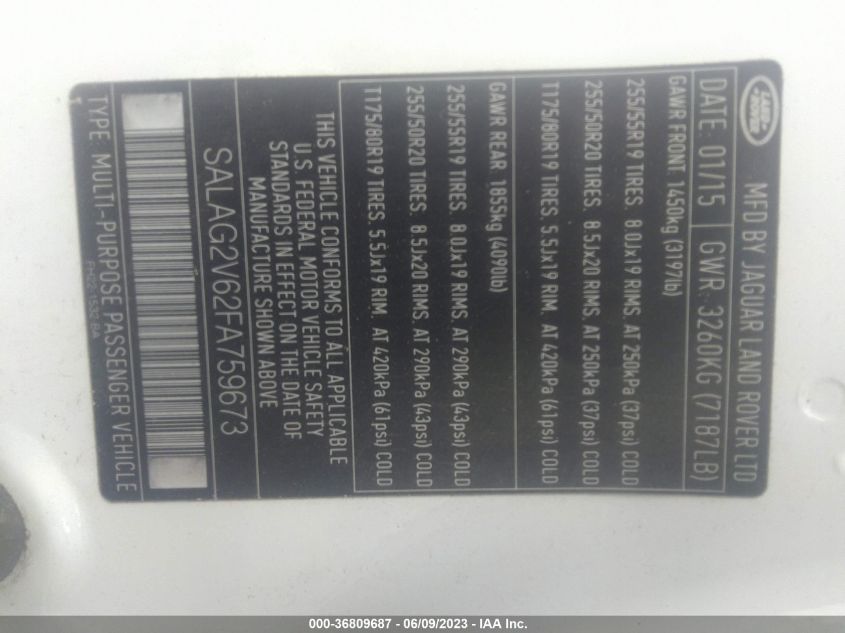 LAND
ROVER
MFD BY JAGUAR LAND ROVER LTD
DATE: 01/15 GWR: 3260KG (7187LB)
GAWR FRONT. 1450kg (3197lb)
255/55R19 TIRES. 8.0Jx19 RIMS. AT 250kPa (37psi) COLD
255/50R20 TIRES. 8.5Jx20 RIMS. AT 250kPa (37psi) COLD
T175/80R19 TIRES. 5.5Jx19 RIM. AT 420kPa (61psi) COLD
GAWR REAR. 1855kg (4090lb)
255/55R19 TIRES. 8.0Jx19 RIMS. AT 290kPa (43psi) COLD
255/50R20 TIRES. 8.5Jx20 RIMS. AT 290kPa (43psi) COLD
T175/80R19 TIRES. 5.5Jx19 RIM. AT 420kPa (61psi) COLD
THIS VEHICLE CONFORMS TO ALL APPLICABLE
U.S. FEDERAL MOTOR VEHICLE SAFETY
STANDARDS IN EFFECT ON THE DATE OF
MANUFACTURE SHOWN ABOVE
SALAG2V62FA759673
FH22-1532-BA
TYPE: MULTI-PURPOSE PASSENGER VEHICLE
000-36809687 - 06/09/2023 - IAA Inc.